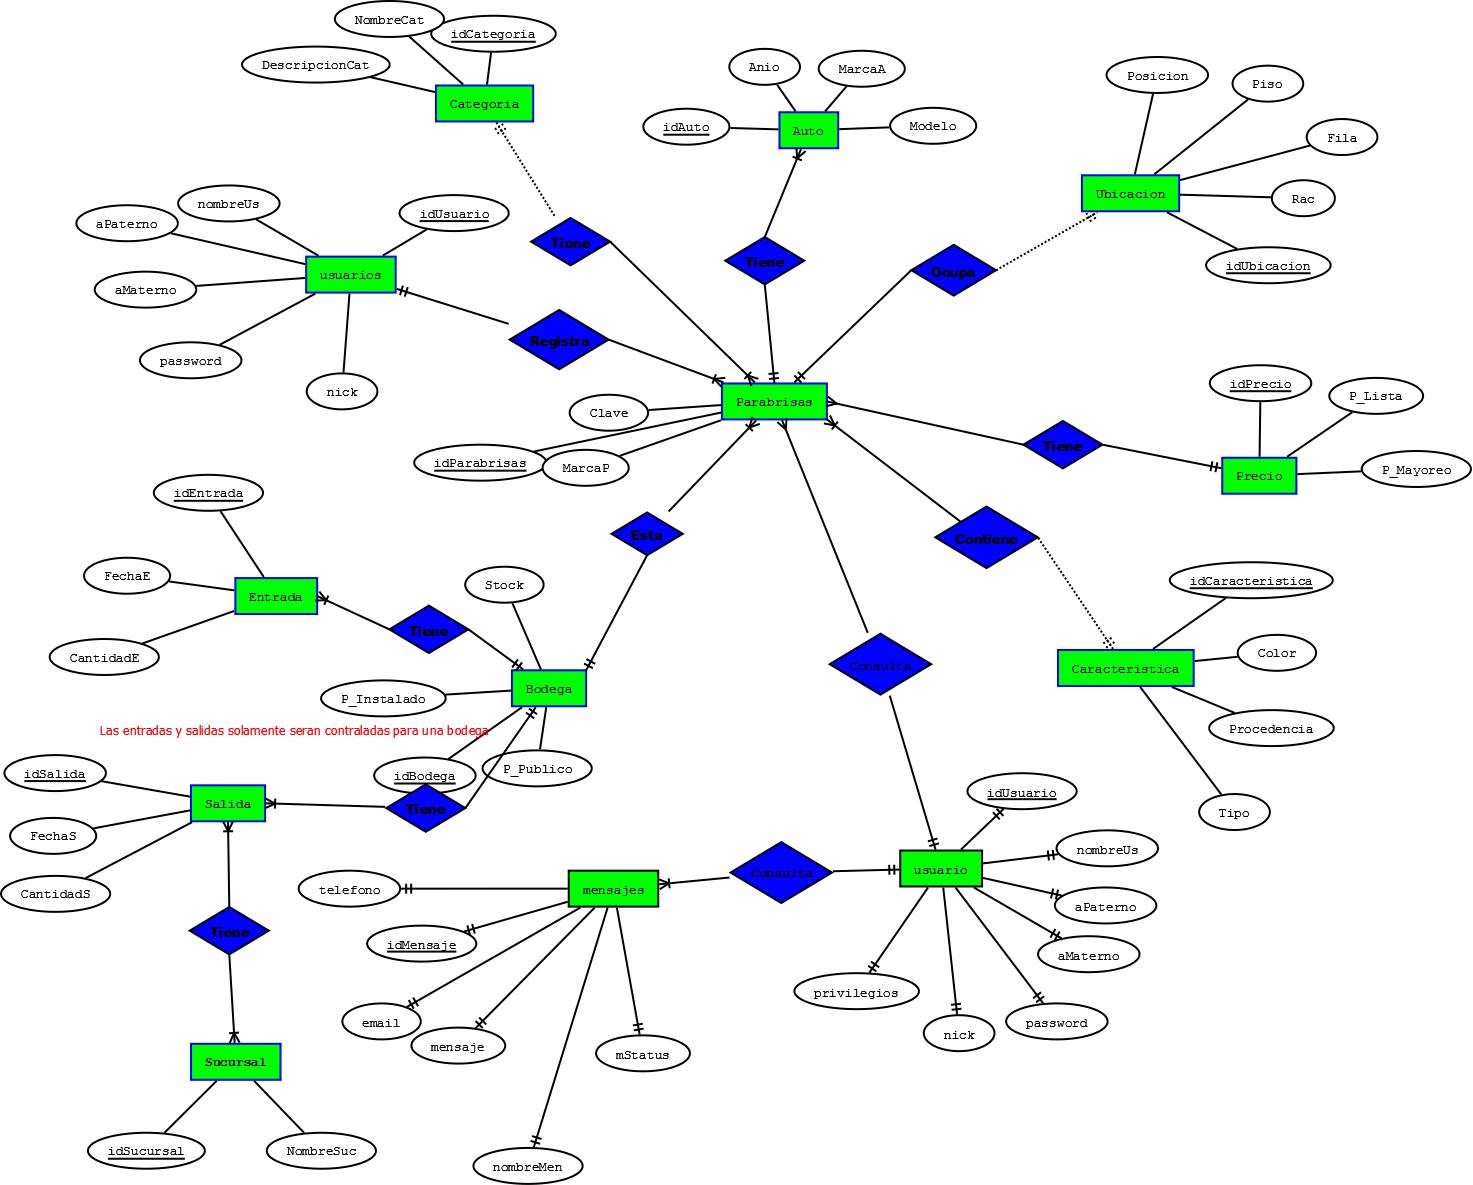 NombreCat
idCategoria
DescripcionCat
Categoria
Anio
MarcaA
idAuto
Auto
Modelo
Posicion
Piso
Fila
Ubicacion
Rac
idUbicacion
nombreUs
idUsuario
aPaterno
usuarios
aMaterno
password
nick
Tiene
Tiene
Ocupa
Registra
Parabrisas
Clave
idParabrisas
MarcaP
idPrecio
P_Lista
Tiene
Precio
P_Mayoreo
idEntrada
Esta
Contiene
FechaE
Entrada
Stock
CantidadE
Tiene
idCaracteristica
Color
Consulta
Caracteristica
Bodega
P_Instalado
Procedencia
Las entradas y salidas solamente seran contraladas para una bodega
idSalida
idBodega
P_Publico
Salida
Tiene
FechaS
CantidadS
Tipo
idUsuario
nombreUs
telefono
mensajes
Consulta
usuario
aPaterno
Tiene
idMensaje
aMaterno
privilegios
email
mensaje
mStatus
nick
password
Sucursal
idSucursal
NombreSuc
nombreMen